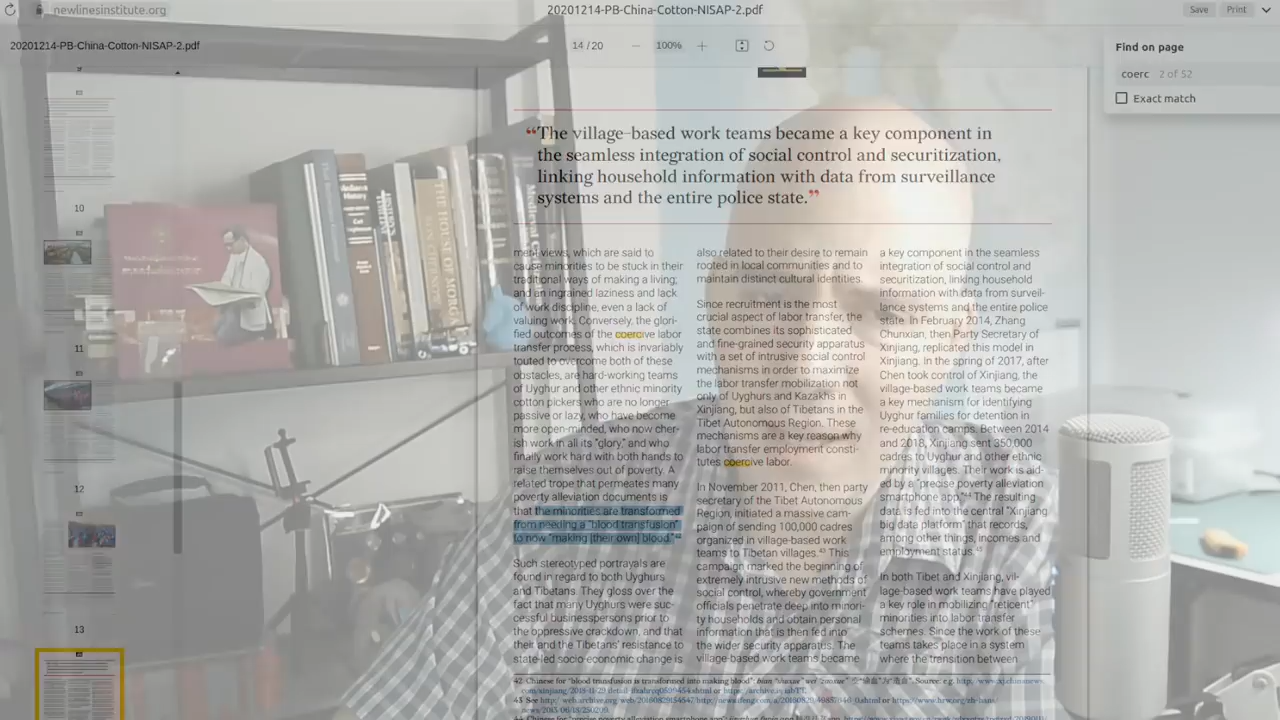 newlinesinstitute.org
20201214-PB-China-Cotton-NISAP-2.pdf
Save
Print
20201214-PB-China-Cotton-NISAP-2.pdf
14 / 20
100%
Find on page
coerc 2 of 52
Exact match
9
10
11
12
13
“The village-based work teams became a key component in
the seamless integration of social control and securitization,
linking household information with data from surveillance
systems and the entire police state.”
ment views, which are said to
cause minorities to be stuck in their
traditional ways of making a living;
and an ingrained laziness and lack
of work discipline, even a lack of
valuing work. Conversely, the glori-
fied outcomes of the coercive labor
transfer process, which is invariably
touted to overcome both of these
obstacles, are hard-working teams
of Uyghur and other ethnic minority
cotton pickers who are no longer
passive or lazy, who have become
more open-minded, who now cher-
ish work in all its “glory,” and who
finally work hard with both hands to
raise themselves out of poverty. A
related trope that permeates many
poverty alleviation documents is
that the minorities are transformed
from needing a “blood transfusion”
to now “making [their own] blood.”42
Such stereotyped portrayals are
found in regard to both Uyghurs
and Tibetans. They gloss over the
fact that many Uyghurs were suc-
cessful businesspersons prior to
the oppressive crackdown, and that
their and the Tibetans’ resistance to
state-led socio-economic change is
also related to their desire to remain
rooted in local communities and to
maintain distinct cultural identities.
Since recruitment is the most
crucial aspect of labor transfer, the
state combines its sophisticated
and fine-grained security apparatus
with a set of intrusive social control
mechanisms in order to maximize
the labor transfer mobilization not
only of Uyghurs and Kazakhs in
Xinjiang, but also of Tibetans in the
Tibet Autonomous Region. These
mechanisms are a key reason why
labor transfer employment consti-
tutes coercive labor.
In November 2011, Chen, then party
secretary of the Tibet Autonomous
Region, initiated a massive cam-
paign of sending 100,000 cadres
organized in village-based work
teams to Tibetan villages.43 This
campaign marked the beginning of
extremely intrusive new methods of
social control, whereby government
officials penetrate deep into minori-
ty households and obtain personal
information that is then fed into
the wider security apparatus. The
village-based work teams became
a key component in the seamless
integration of social control and
securitization, linking household
information with data from surveil-
lance systems and the entire police
state. In February 2014, Zhang
Chunxian, then Party Secretary of
Xinjiang, replicated this model in
Xinjiang. In the spring of 2017, after
Chen took control of Xinjiang, the
village-based work teams became
a key mechanism for identifying
Uyghur families for detention in
re-education camps. Between 2014
and 2018, Xinjiang sent 350,000
cadres to Uyghur and other ethnic
minority villages. Their work is aid-
ed by a “precise poverty alleviation
smartphone app.”44 The resulting
data is fed into the central “Xinjiang
big data platform” that records,
among other things, incomes and
employment status.45
In both Tibet and Xinjiang, vil-
lage-based work teams have played
a key role in mobilizing “reticent”
minorities into labor transfer
schemes. Since the work of these
teams takes place in a system
where the transition between
42 Chinese for “blood transfusion is transformed into making blood”:
43 See